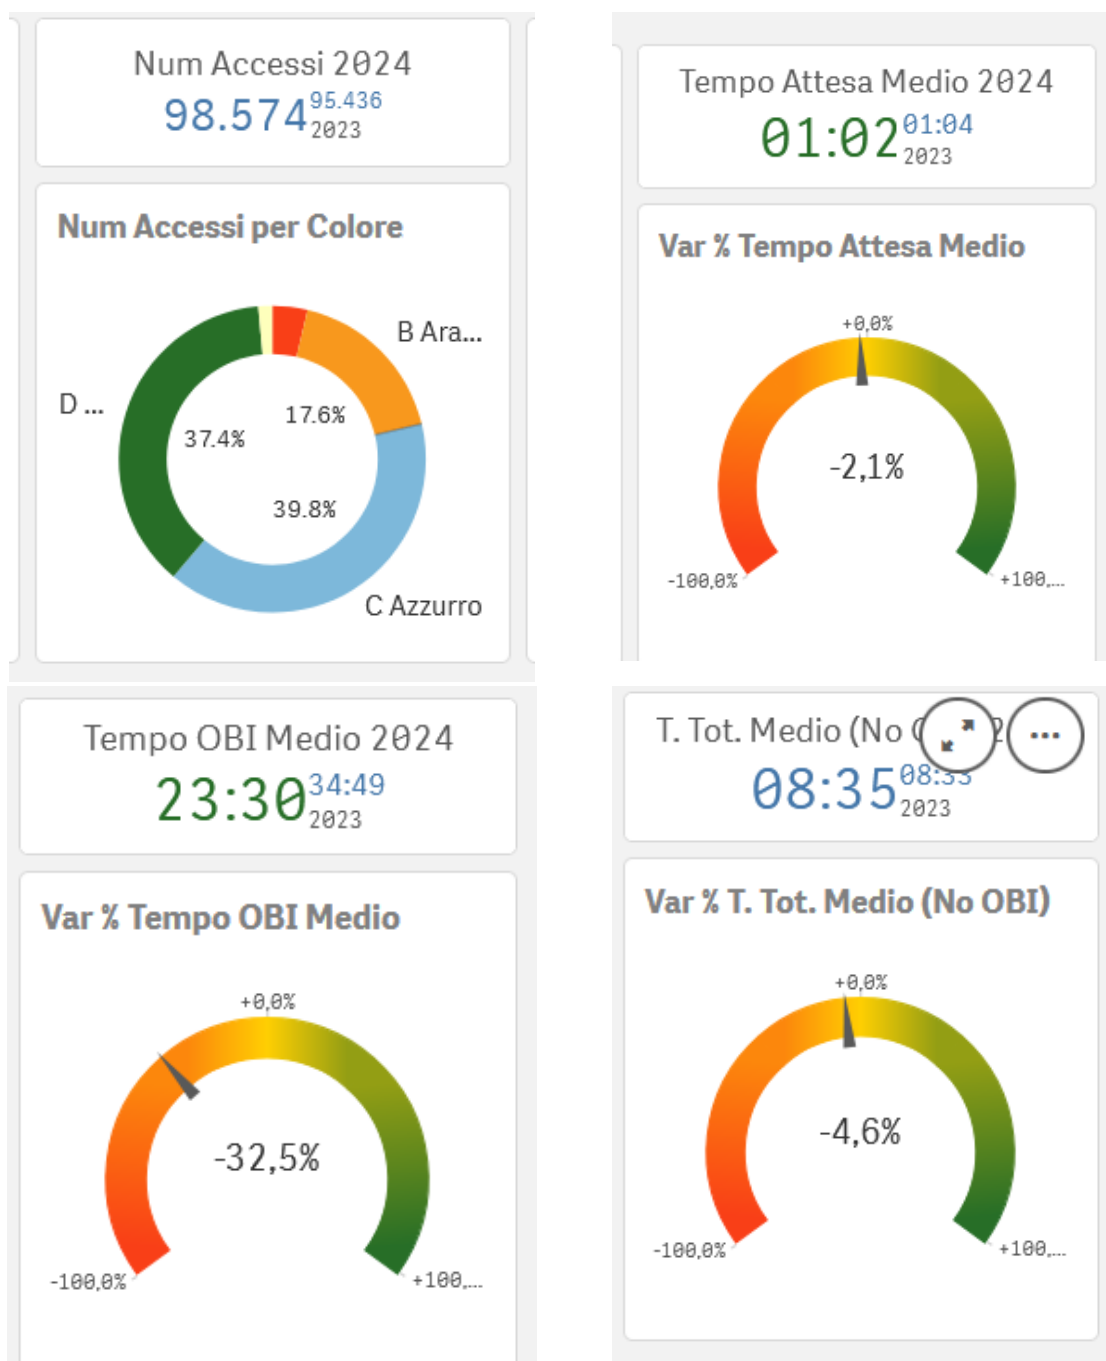 Num Accessi 2024
98.574 95.436
2023
Num Accessi per Colore
B Ara...
D ...
17.6%
37.4%
39.8%
C Azzurro
Tempo Attesa Medio 2024
01:02 01:04
2023
Var % Tempo Attesa Medio
+0,0%
-2,1%
-100,0%
+100,...
Tempo OBI Medio 2024
23:30 34:49
2023
Var % Tempo OBI Medio
+0,0%
-32,5%
-100,0%
+100,...
T. Tot. Medio (No
08:35 08:33
2023
Var % T. Tot. Medio (No OBI)
+0,0%
-4,6%
-100,0%
+100,...